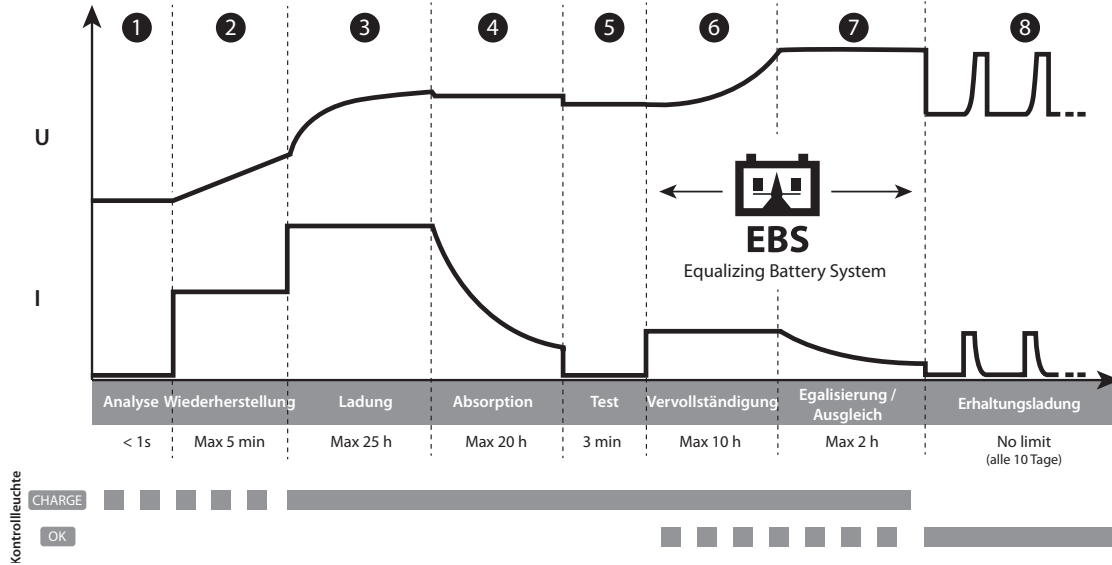 1 2 3 4 5 6 7 8
U
EBS
Equalizing Battery System
I
Analyse Wiederherstellung Ladung Absorption Test Vervollständigung Egalisierung / Ausgleich Erhaltungsladung
< 1s Max 5 min Max 25 h Max 20 h 3 min Max 10 h Max 2 h No limit
(alle 10 Tage)
Kontrollleuchte
CHARGE
OK